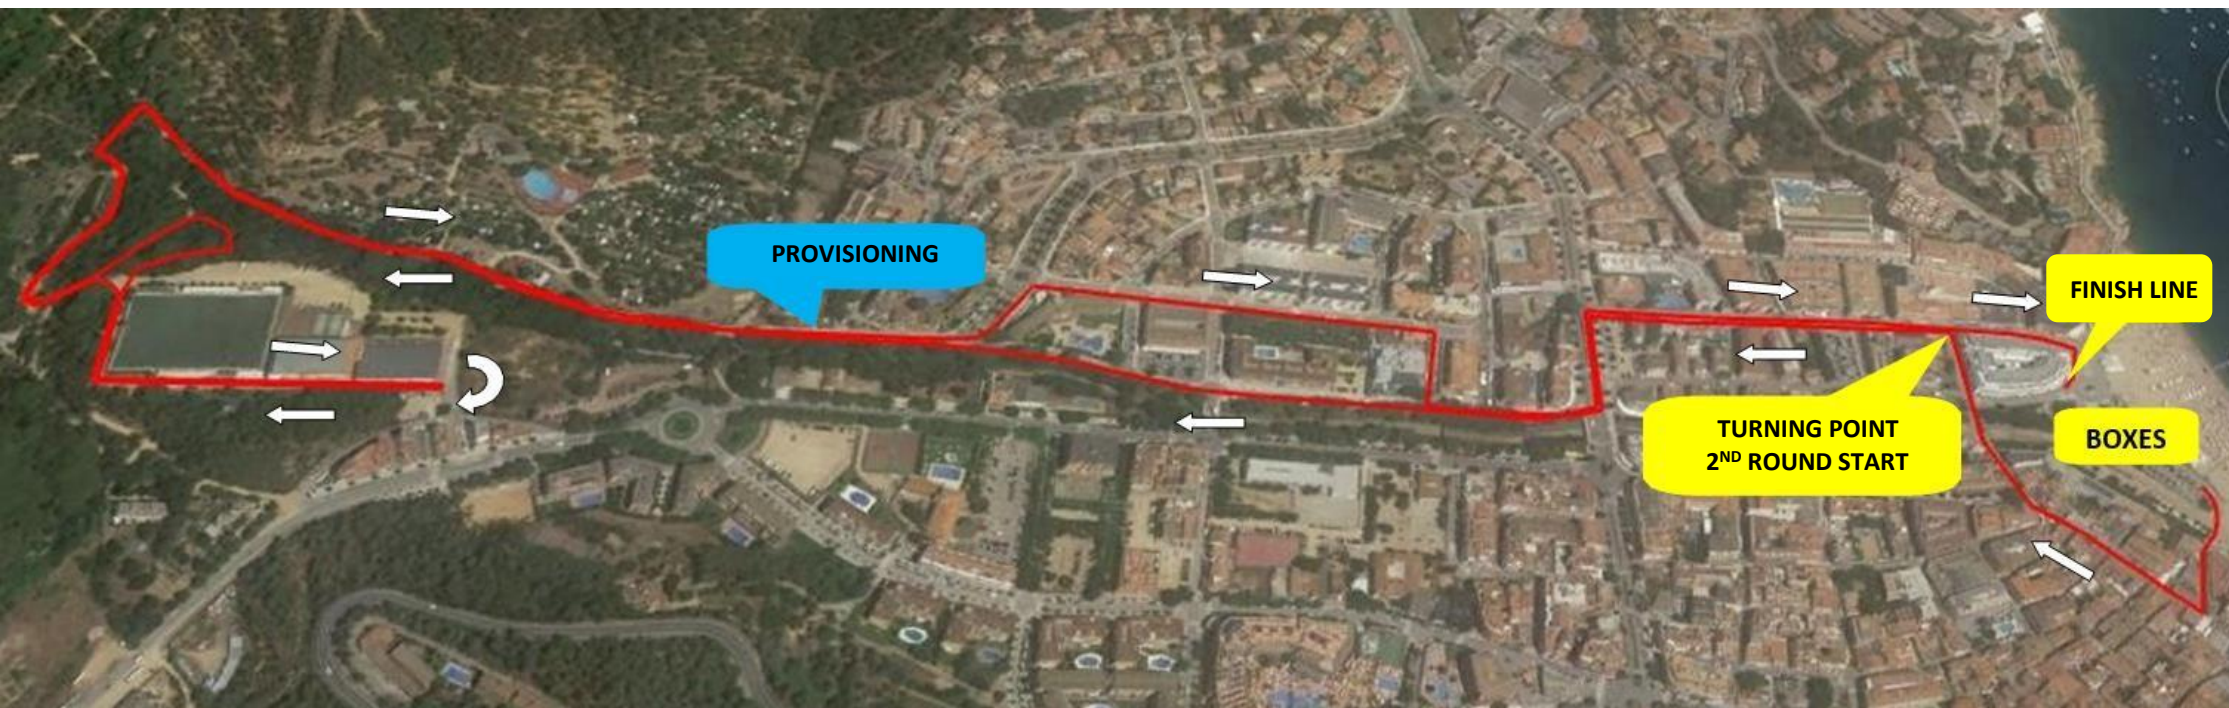 PROVISIONING
FINISH LINE
TURNING POINT
2ND ROUND START
BOXES